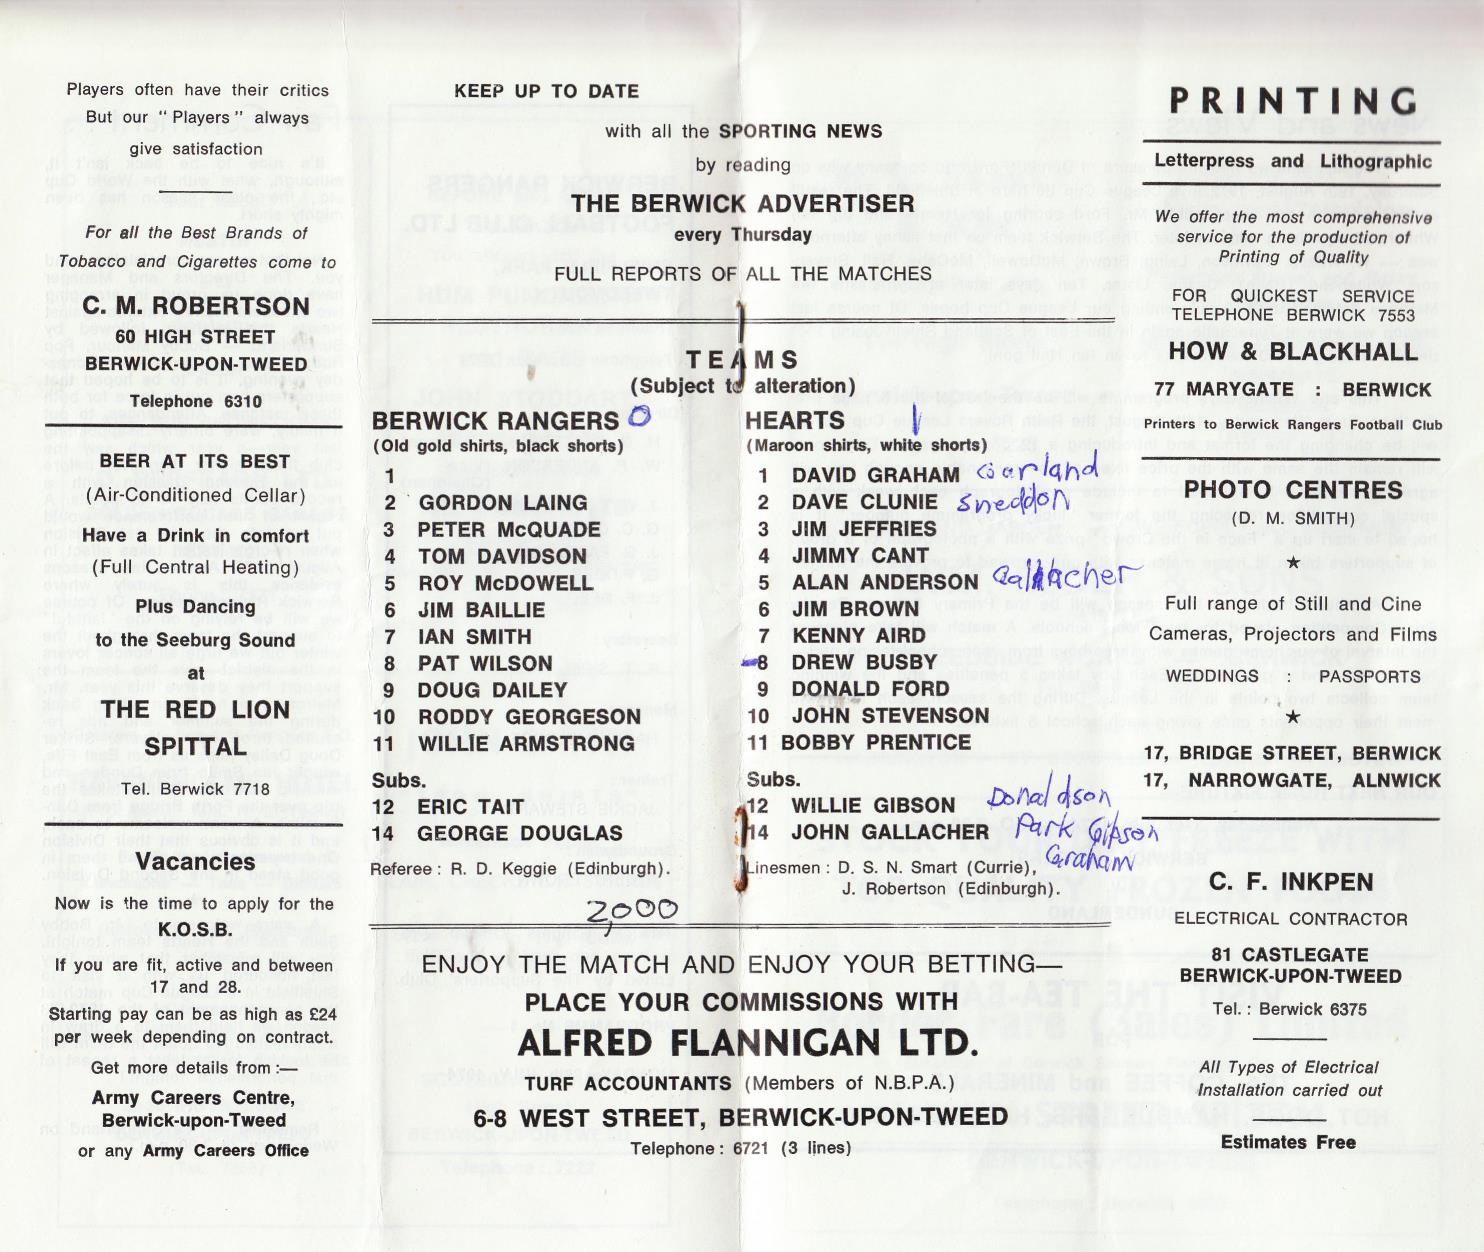 Players often have their critics
But our "Players" always
give satisfaction
For all the Best Brands of
Tobacco and Cigarettes come to
C. M. ROBERTSON
60 HIGH STREET
BERWICK-UPON-TWEED
Telephone 6310
BEER AT ITS BEST
(Air-Conditioned Cellar)
Have a Drink in comfort
(Full Central Heating)
Plus Dancing
to the Seeburg Sound
at
THE RED LION
SPITTAL
Tel. Berwick 7718
Vacancies
Now is the time to apply for the
K.O.S.B.
If you are fit, active and between
17 and 28.
Starting pay can be as high as £24
per week depending on contract.
Get more details from :—
Army Careers Centre,
Berwick-upon-Tweed
or any Army Careers Office
KEEP UP TO DATE
with all the SPORTING NEWS
by reading
THE BERWICK ADVERTISER
every Thursday
FULL REPORTS OF ALL THE MATCHES
TEAMS
(Subject to alteration)
BERWICK RANGERS 0
(Old gold shirts, black shorts)
1
2 GORDON LAING
3 PETER McQUADE
4 TOM DAVIDSON
5 ROY McDOWELL
6 JIM BAILLIE
7 IAN SMITH
8 PAT WILSON
9 DOUG DAILEY
10 RODDY GEORGESON
11 WILLIE ARMSTRONG
Subs.
12 ERIC TAIT
14 GEORGE DOUGLAS
Referee : R. D. Keggie (Edinburgh).
HEARTS 1
(Maroon shirts, white shorts)
1 DAVID GRAHAM Garland
2 DAVE CLUNIE Sneddon
3 JIM JEFFRIES
4 JIMMY CANT
5 ALAN ANDERSON Gallacher
6 JIM BROWN
7 KENNY AIRD
8 DREW BUSBY
9 DONALD FORD
10 JOHN STEVENSON
11 BOBBY PRENTICE
Subs.
12 WILLIE GIBSON Donaldson
14 JOHN GALLACHER Park Gibson
Graham
Linesmen : D. S. N. Smart (Currie),
J. Robertson (Edinburgh).
2,000
ENJOY THE MATCH AND ENJOY YOUR BETTING—
PLACE YOUR COMMISSIONS WITH
ALFRED FLANNIGAN LTD.
TURF ACCOUNTANTS (Members of N.B.P.A.)
6-8 WEST STREET, BERWICK-UPON-TWEED
Telephone : 6721 (3 lines)
PRINTING
Letterpress and Lithographic
We offer the most comprehensive
service for the production of
Printing of Quality
FOR QUICKEST SERVICE
TELEPHONE BERWICK 7553
HOW & BLACKHALL
77 MARYGATE : BERWICK
Printers to Berwick Rangers Football Club
PHOTO CENTRES
(D. M. SMITH)
★
Full range of Still and Cine
Cameras, Projectors and Films
WEDDINGS : PASSPORTS
★
17, BRIDGE STREET, BERWICK
17, NARROWGATE, ALNWICK
C. F. INKPEN
ELECTRICAL CONTRACTOR
81 CASTLEGATE
BERWICK-UPON-TWEED
Tel. : Berwick 6375
All Types of Electrical
Installation carried out
Estimates Free